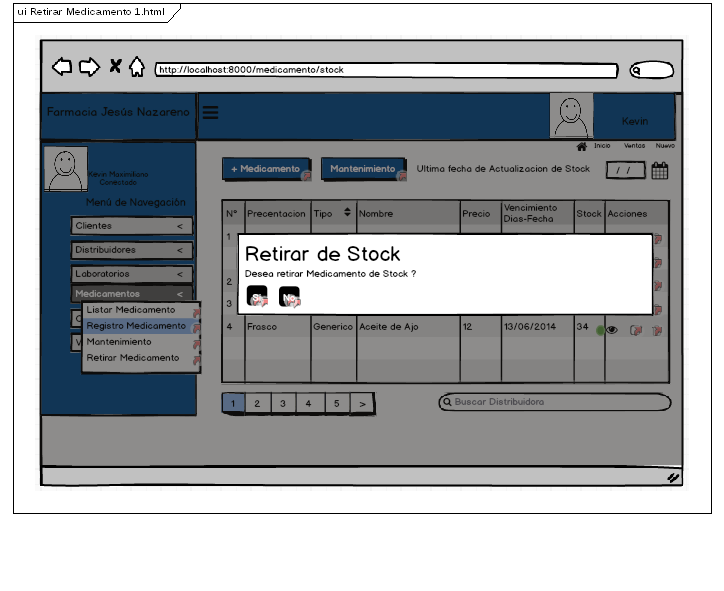 ui Retirar Medicamento 1.html
http://localhost:8000/medicamento/stock
Farmacia Jesús Nazareno
Kevin
Inicio Ventas Nuevo
Kevin Maximiliano
Conectado
+ Medicamento
Mantenimiento
Ultima fecha de Actualizacion de Stock
/ /
Menú de Navegación
Clientes <
Distribuidores <
Laboratorios <
Medicamentos <
Listar Medicamento
Registro Medicamento
Mantenimiento
Retirar Medicamento
C
V
N° Precentacion Tipo Nombre Precio Vencimiento Dias-Fecha Stock Acciones
1
2
3
Retirar de Stock
Desea retirar Medicamento de Stock ?
Si No
4 Frasco Generico Aceite de Ajo 12 13/06/2014 34
1 2 3 4 5 >
Buscar Distribuidora